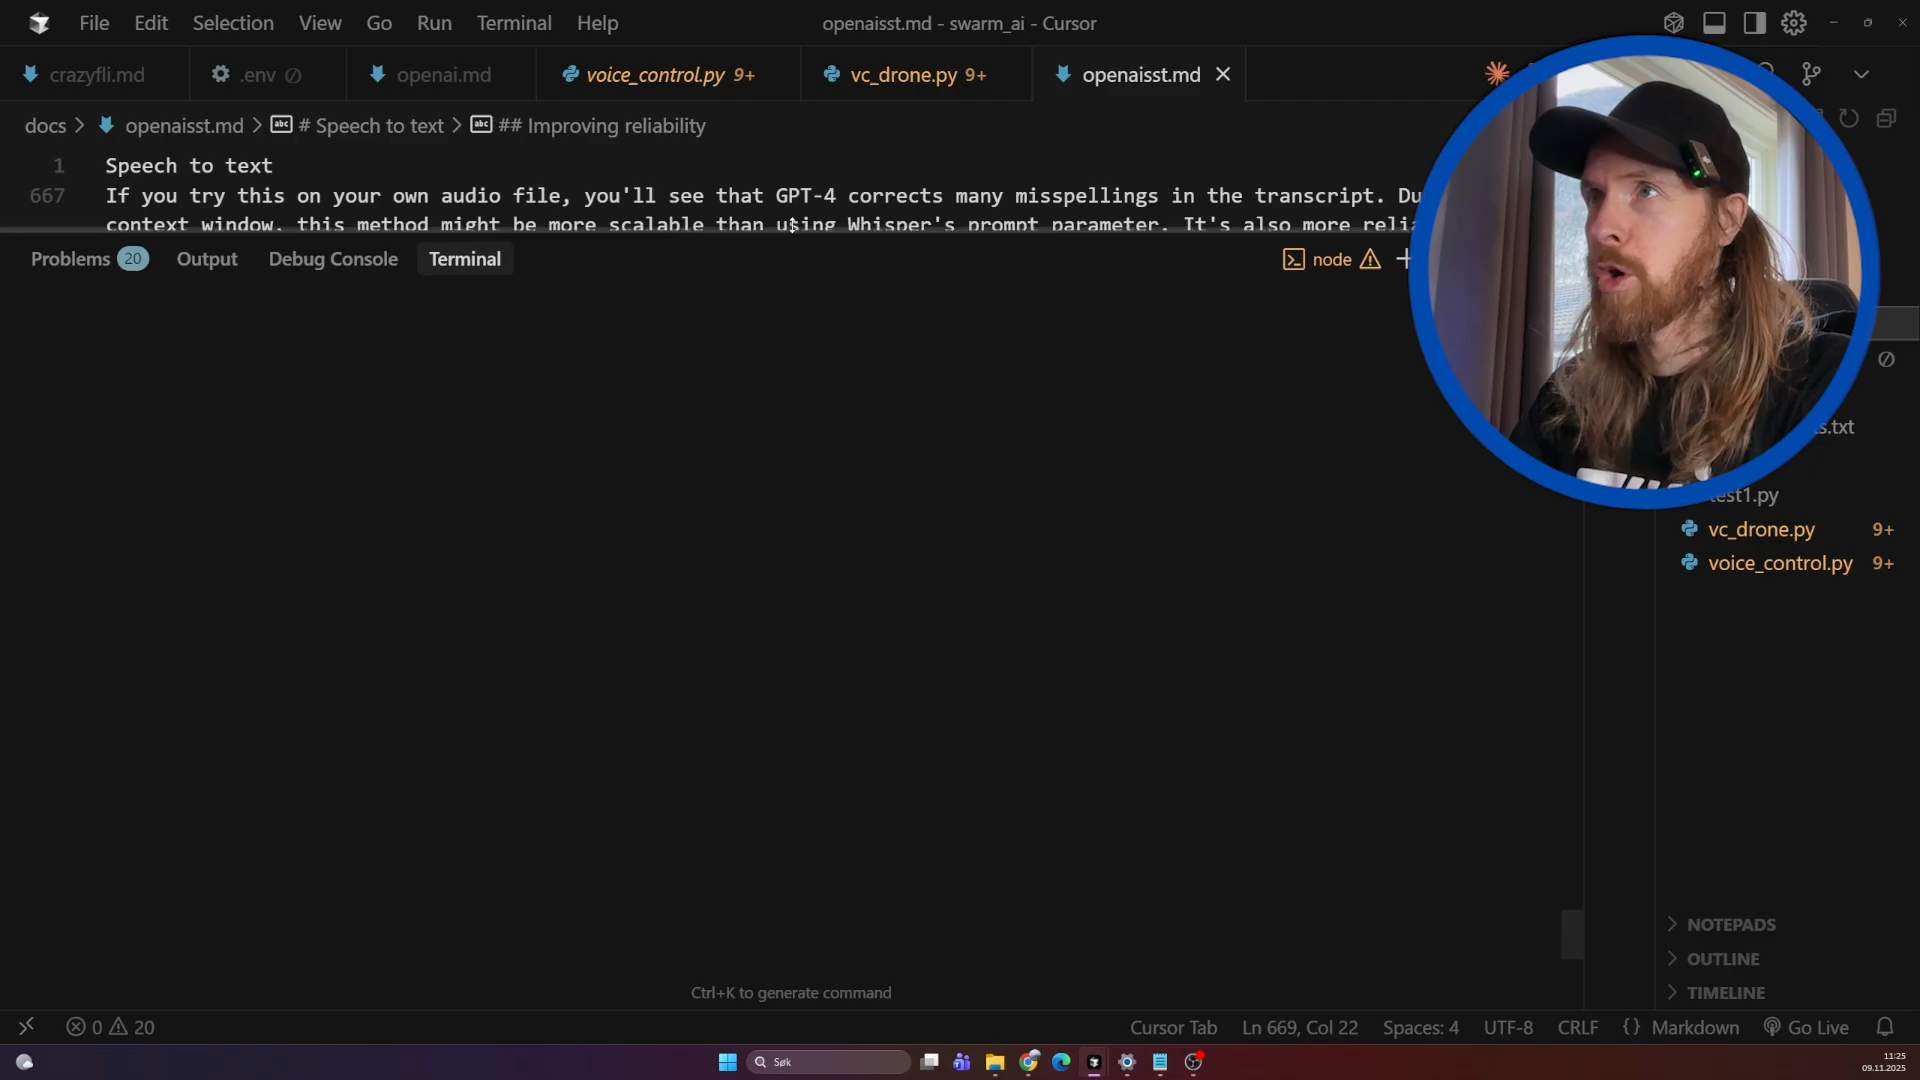 File Edit Selection View Go Run Terminal Help
openaisst.md - swarm_ai - Cursor
crazyfli.md
.env
openai.md
voice_control.py 9+
vc_drone.py 9+
openaisst.md
docs > openaisst.md > # Speech to text > ## Improving reliability
1 Speech to text
667 If you try this on your own audio file, you'll see that GPT-4 corrects many misspellings in the transcript.
context window, this method might be more scalable than using Whisper's prompt parameter. It's also more
Problems 20 Output Debug Console Terminal
node
s.txt
test1.py
vc_drone.py 9+
voice_control.py 9+
NOTEPADS
OUTLINE
TIMELINE
Ctrl+K to generate command
0 20
Cursor Tab Ln 669, Col 22 Spaces: 4 UTF-8 CRLF {} Markdown Go Live
Søk
11:25
09.11.2025